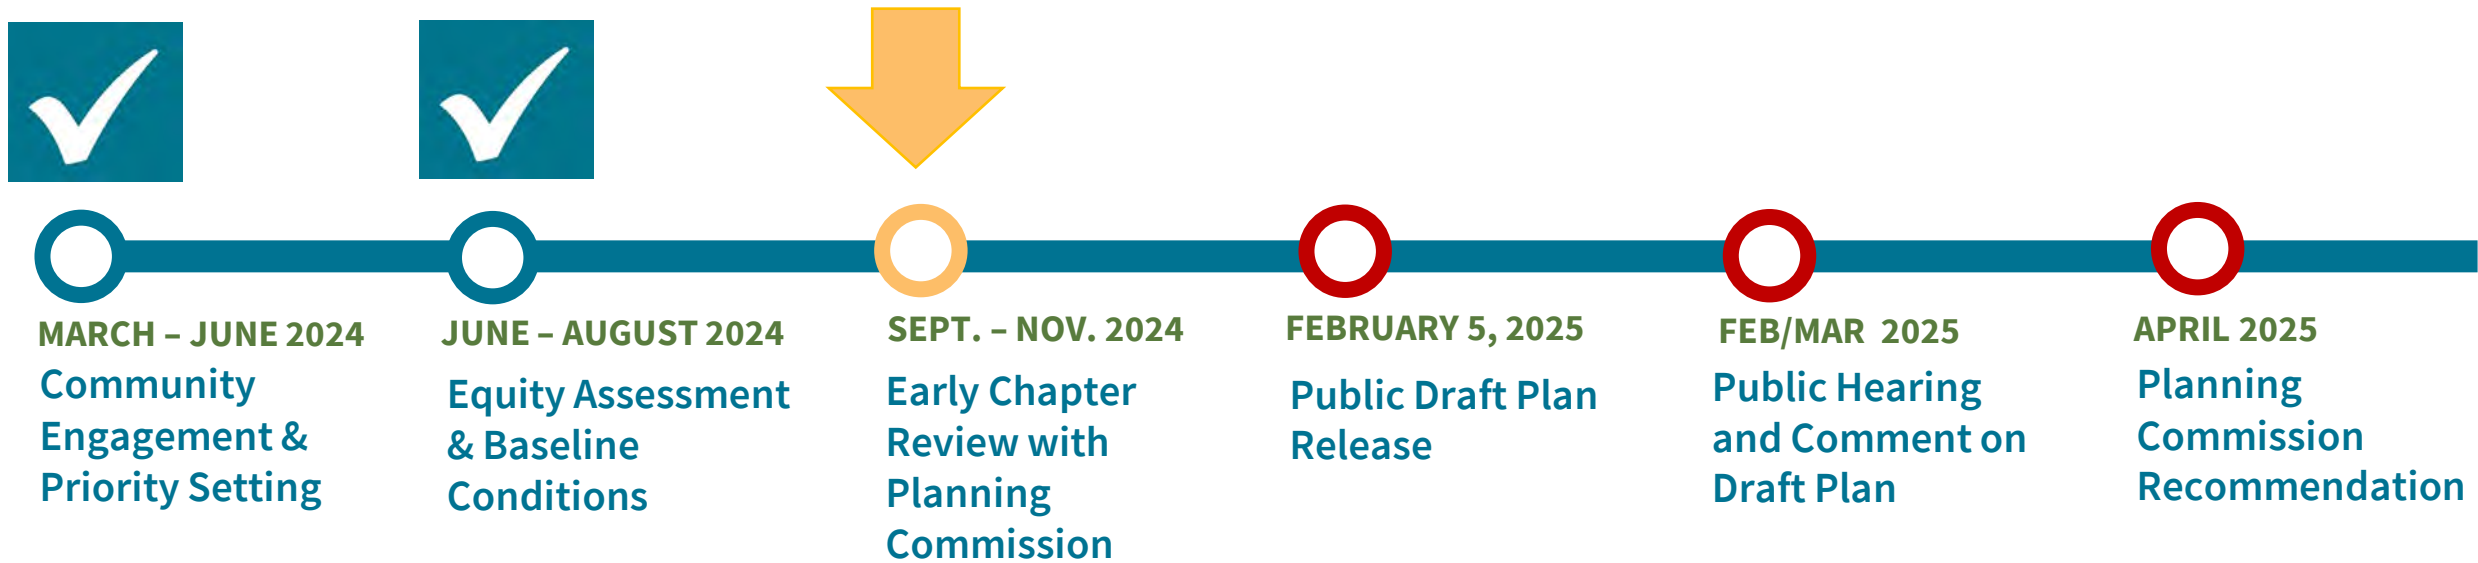 MARCH – JUNE 2024
Community
Engagement &
Priority Setting
JUNE – AUGUST 2024
Equity Assessment
& Baseline
Conditions
SEPT. – NOV. 2024
Early Chapter
Review with
Planning
Commission
FEBRUARY 5, 2025
Public Draft Plan
Release
FEB/MAR 2025
Public Hearing
and Comment on
Draft Plan
APRIL 2025
Planning
Commission
Recommendation